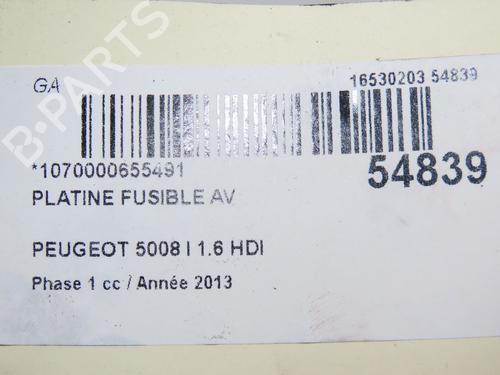 GA
16530203 54839
*1070000655491
54839
PLATINE FUSIBLE AV
PEUGEOT 5008 I 1.6 HDI
Phase 1 cc / Année 2013
B-PARTS